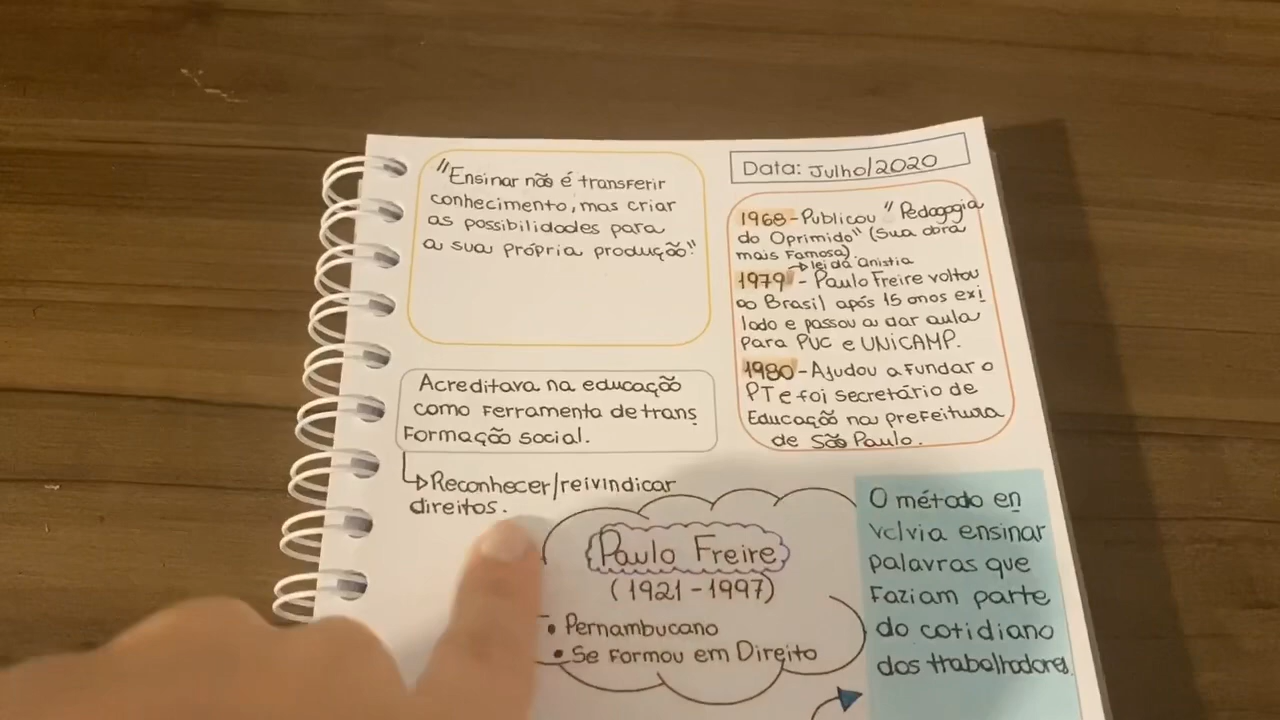 "Ensinar não é transferir
conhecimento, mas criar
as possibilidades para
a sua própria produção"
Data: Julho/2020
1968 - Publicou "Pedagogia
do Oprimido" (sua obra
mais famosa)
→ lei da anistia
1979 - Paulo Freire voltou
ao Brasil após 15 anos exi
lado e passou a dar aula
para PUC e UNICAMP.
1980 - Ajudou a fundar o
PT e foi secretário de
Educação na prefeitura
de São Paulo.
Acreditava na educação
como ferramenta de trans
formação social.
→ Reconhecer/reivindicar
direitos.
Paulo Freire
(1921-1997)
• Pernambucano
• Se formou em Direito
O método en
volvia ensinar
palavras que
faziam parte
do cotidiano
dos trabalhadores.